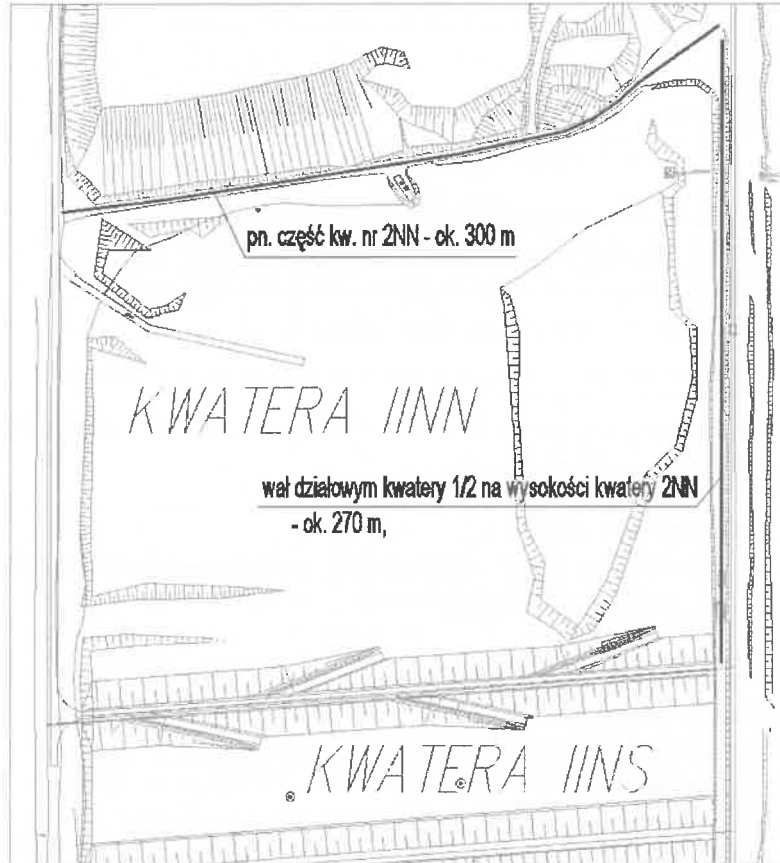 pn. część kw. nr 2NN - ok. 300 m
KWATERA IINN
wał działowym kwatery 1/2 na wysokości kwatery 2NN
- ok. 270 m,
KWATERA IINS